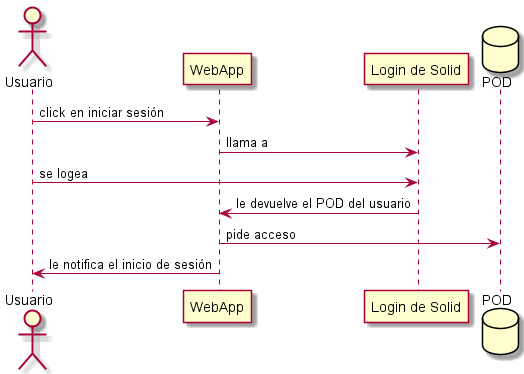 Usuario
WebApp
Login de Solid
POD
click en iniciar sesión
llama a
se logea
le devuelve el POD del usuario
pide acceso
le notifica el inicio de sesión
Usuario
WebApp
Login de Solid
POD